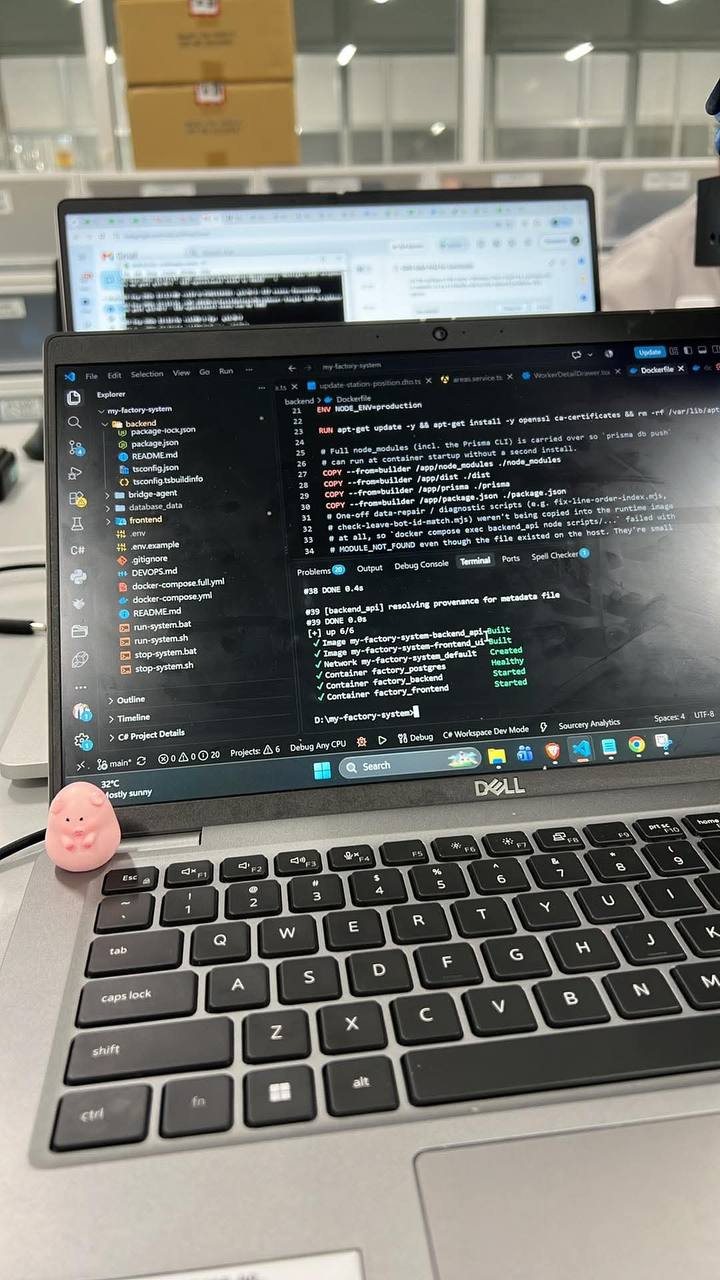 File Edit Selection View Go Run ...
my-factory-system
Update
Explorer
my-factory-system
backend
package-lock.json
package.json
README.md
tsconfig.json
tsconfig.tsbuildinfo
bridge-agent
database_data
frontend
.env
.env.example
.gitignore
DEVOPS.md
docker-compose.full.yml
docker-compose.yml
README.md
run-system.bat
run-system.sh
stop-system.bat
stop-system.sh
Outline
Timeline
C# Project Details
update-station-position.dto.ts
areas.service.ts
WorkerDetailDrawer.tsx
Dockerfile
backend > Dockerfile
21 ENV NODE_ENV=production
22
23 RUN apt-get update -y && apt-get install -y openssl ca-certificates && rm -rf /var/lib/apt
24
25 # Full node_modules (incl. the Prisma CLI) is carried over so `prisma db push`
26 # can run at container startup without a second install.
27 COPY --from=builder /app/node_modules ./node_modules
28 COPY --from=builder /app/dist ./dist
29 COPY --from=builder /app/prisma ./prisma
30 COPY --from=builder /app/package.json ./package.json
31 # One-off data-repair / diagnostic scripts (e.g. fix-line-order-index.mjs,
32 # check-leave-bot-id-match.mjs) weren't being copied into the runtime image
33 # at all, so `docker compose exec backend_api node scripts/...` failed with
34 # MODULE_NOT_FOUND even though the file existed on the host. They're small
Problems 20 Output Debug Console Terminal Ports Spell Checker 1
#38 DONE 0.4s
#39 [backend_api] resolving provenance for metadata file
#39 DONE 0.0s
[+] up 6/6
✓ Image my-factory-system-backend_api Built
✓ Image my-factory-system-frontend_ui Built
✓ Network my-factory-system_default Created
✓ Container factory_postgres Healthy
✓ Container factory_backend Started
✓ Container factory_frontend Started
D:\my-factory-system>
main* 0 0 20 Projects: 6 Debug Any CPU Debug C# Workspace Dev Mode Sourcery Analytics Spaces: 4 UTF-8
32°C
Mostly sunny
Search
DELL
Esc F1 F2 F3 F4 F5 F6 F7 F8 F9 prt sc F10 home
~ ` ! 1 @ 2 # 3 $ 4 % 5 ^ 6 & 7 * 8 ( 9
tab Q W E R T Y U I
caps lock A S D F G H J K
shift Z X C V B N M
ctrl fn alt